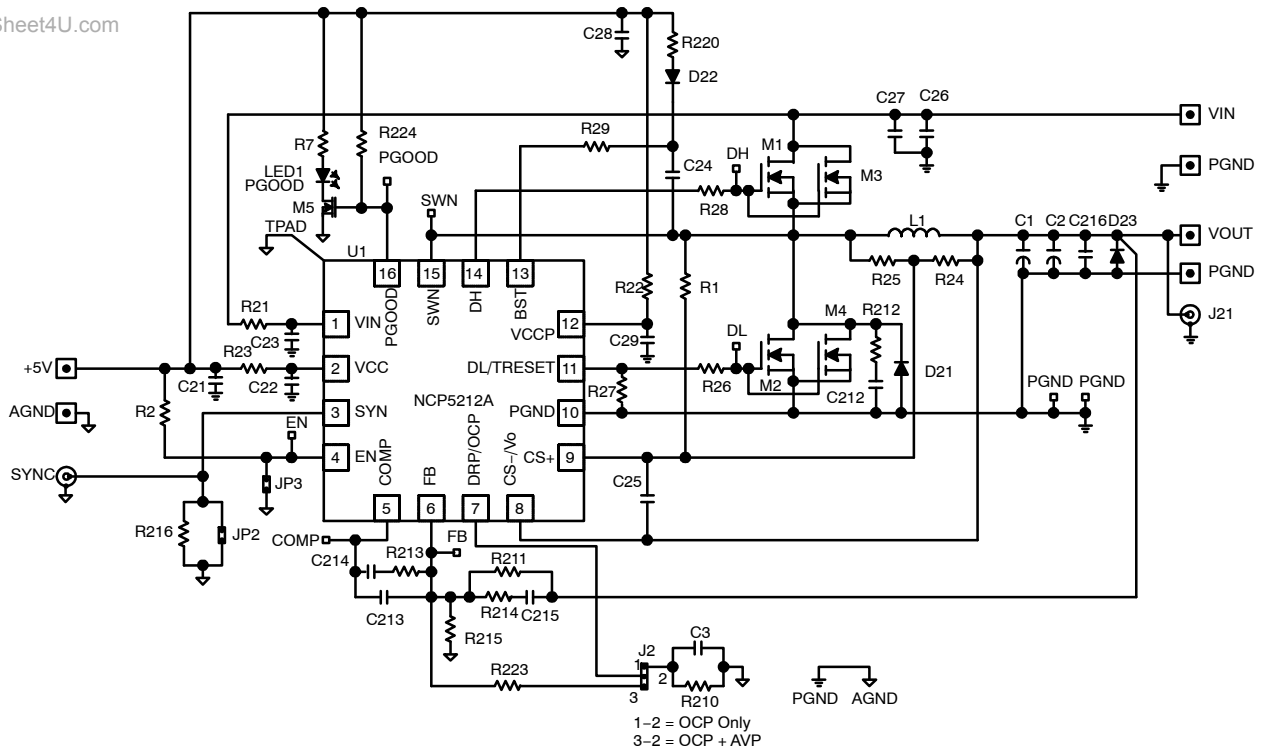 Sheet4U.com
C28
R220
D22
C27
C26
VIN
R7
R224
PGOOD
R29
M1
DH
C24
M3
PGND
LED1
PGOOD
M5
SWN
R28
TPAD
L1
C1
C2
C216
D23
VOUT
U1
16
15
14
13
R25
R24
PGND
PGOOD
SWN
DH
BST
R22
R1
R21
1
VIN
VCCP
12
M4
R212
J21
C23
C29
DL
R23
+5V
2
VCC
DL/TRESET
11
D21
C21
C22
R26
M2
R27
PGND
PGND
R2
NCP5212A
C212
AGND
3
SYN
PGND
10
EN
COMP
FB
DRP/OCP
CS−/Vo
4
EN
CS+
9
SYNC
JP3
C25
5
6
7
8
R216
JP2
COMP
FB
C214
R213
R211
C213
R214
C215
R215
C3
J2
R223
1
2
3
R210
PGND
AGND
1−2 = OCP Only
3−2 = OCP + AVP